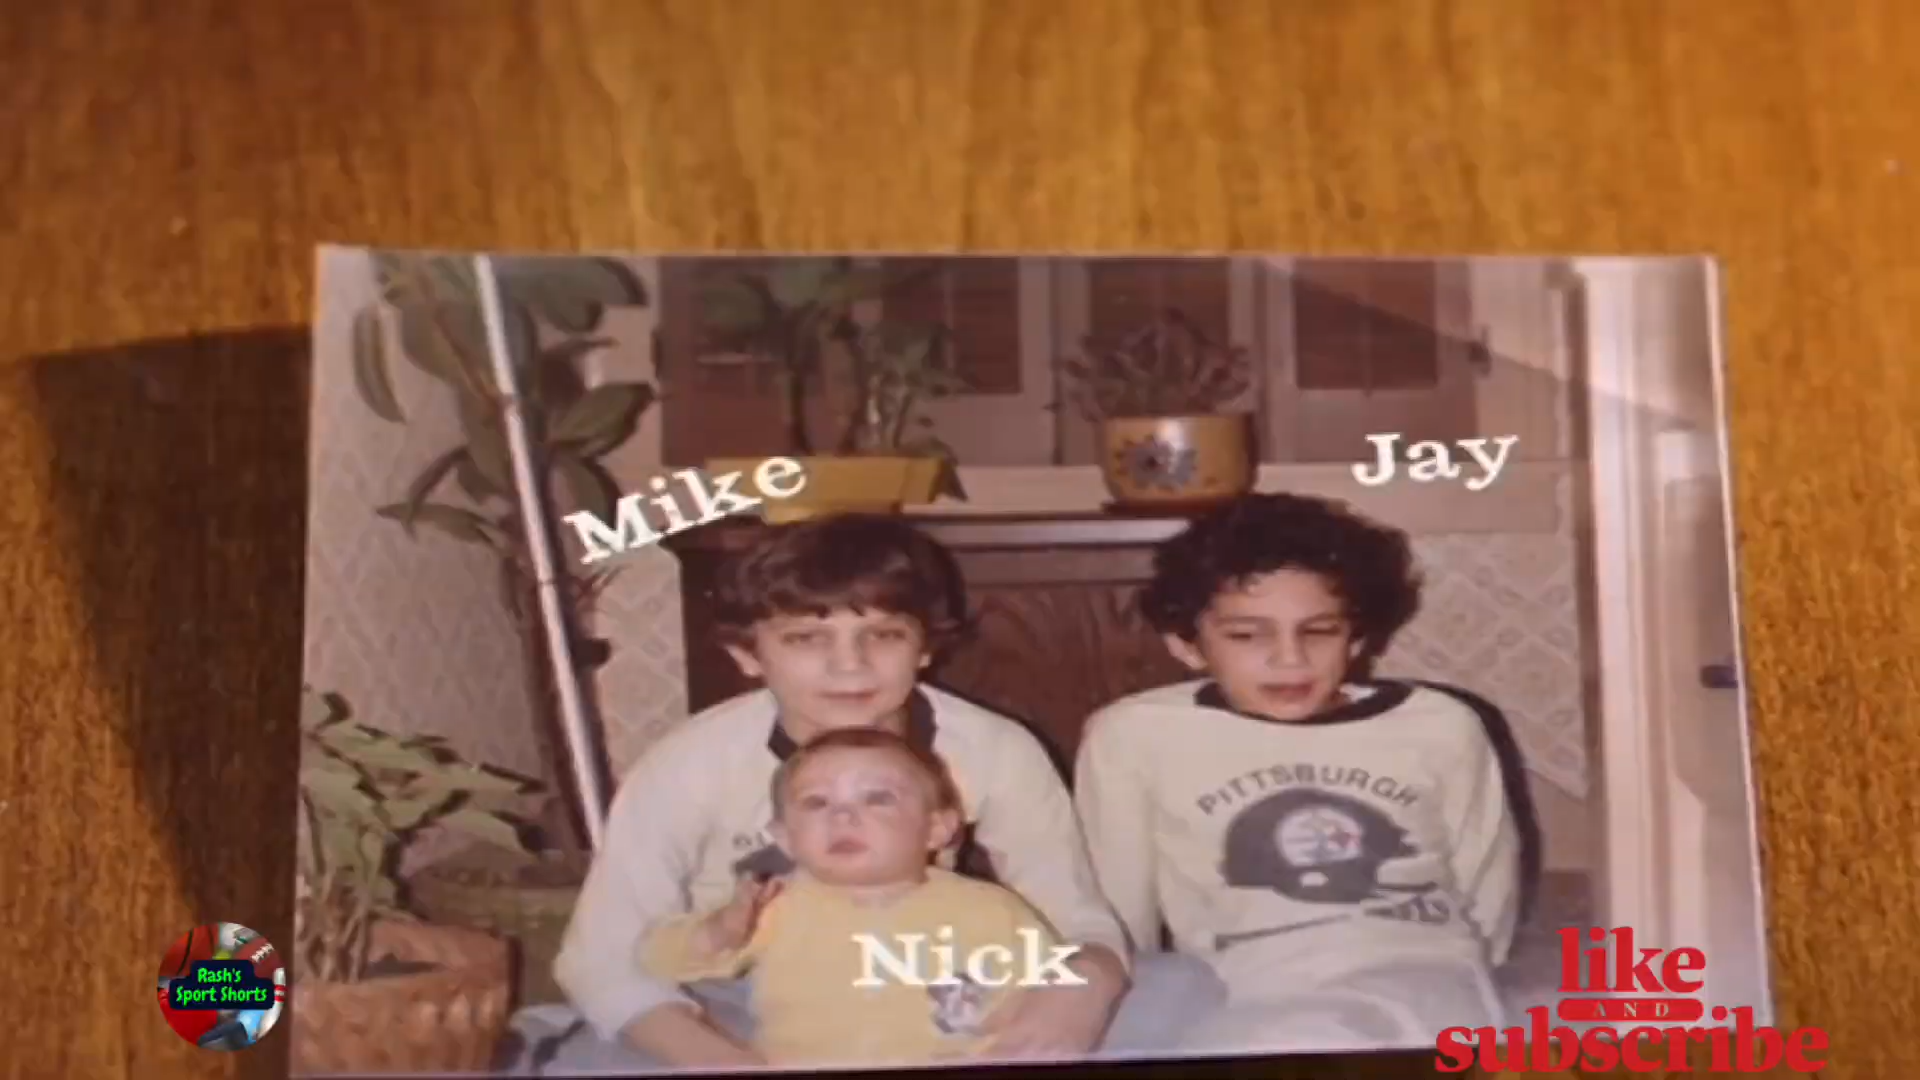 Mike
Jay
PITTSBURGH
Nick
Rash's
Sport Shorts
like
AND
subscribe